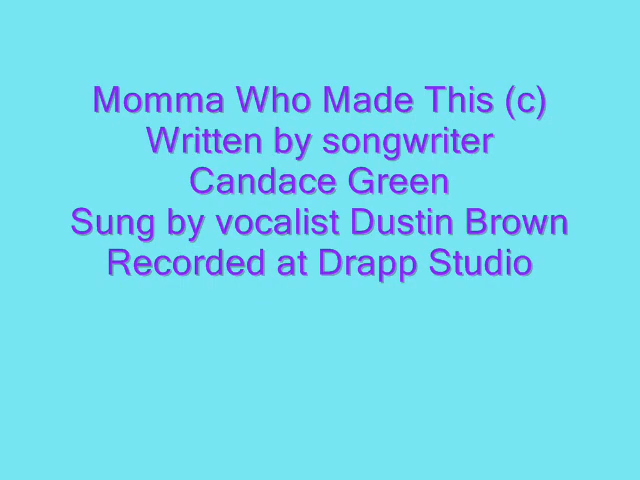 Momma Who Made This (c)
Written by songwriter
Candace Green
Sung by vocalist Dustin Brown
Recorded at Drapp Studio